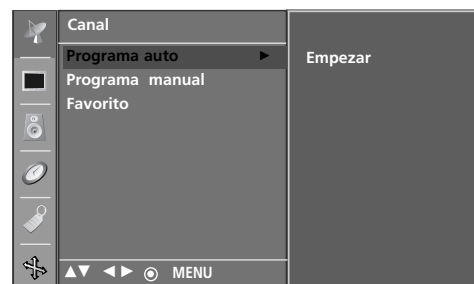 Canal
Programa auto ►
Empezar
Programa manual
Favorito
▲▼ ◄► ◉ MENU